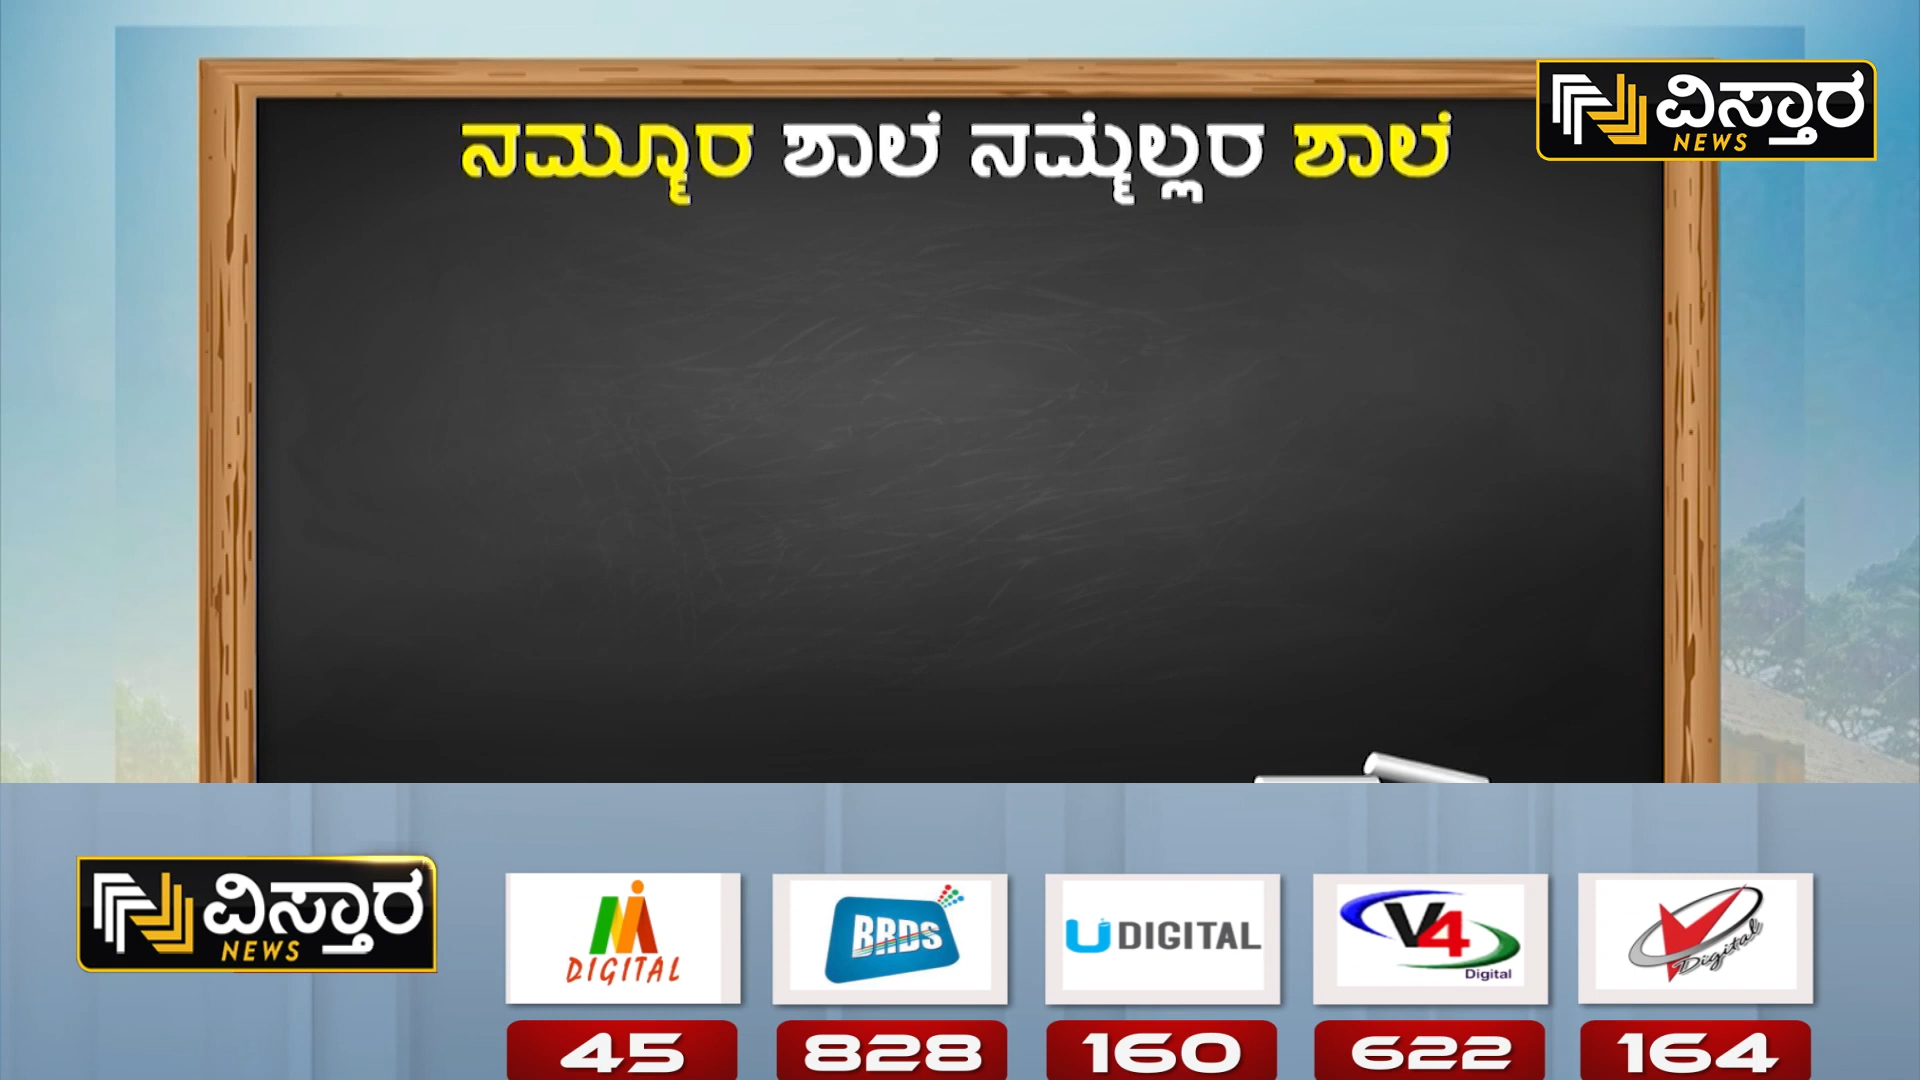 ನಮ್ಮೂರ ಶಾಲೆ ನಮ್ಮೆಲ್ಲರ ಶಾಲೆ
ವಿಸ್ತಾರ
NEWS
ವಿಸ್ತಾರ
NEWS
DIGITAL
BRDS
U DIGITAL
V4
Digital
V Digital
45
828
160
622
164